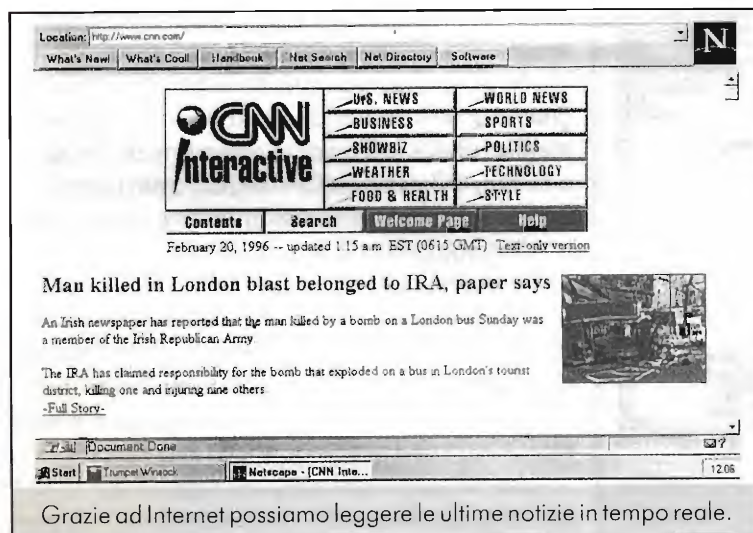 Location: http://www.cnn.com/
N
What's New! What's Cool! Handbook Net Search Net Directory Software
CNN
interactive
U.S. NEWS WORLD NEWS
BUSINESS SPORTS
SHOWBIZ POLITICS
WEATHER TECHNOLOGY
FOOD & HEALTH STYLE
Contents Search Welcome Page Help
February 20, 1996 -- updated 1:15 a.m. EST (0615 GMT) Text-only version
Man killed in London blast belonged to IRA, paper says
An Irish newspaper has reported that the man killed by a bomb on a London bus Sunday was
a member of the Irish Republican Army.
The IRA has claimed responsibility for the bomb that exploded on a bus in London's tourist
district, killing one and injuring nine others.
-Full Story-
Document: Done
?
Start Trumpet Winsock Netscape - [CNN Inte... 12.06
Grazie ad Internet possiamo leggere le ultime notizie in tempo reale.